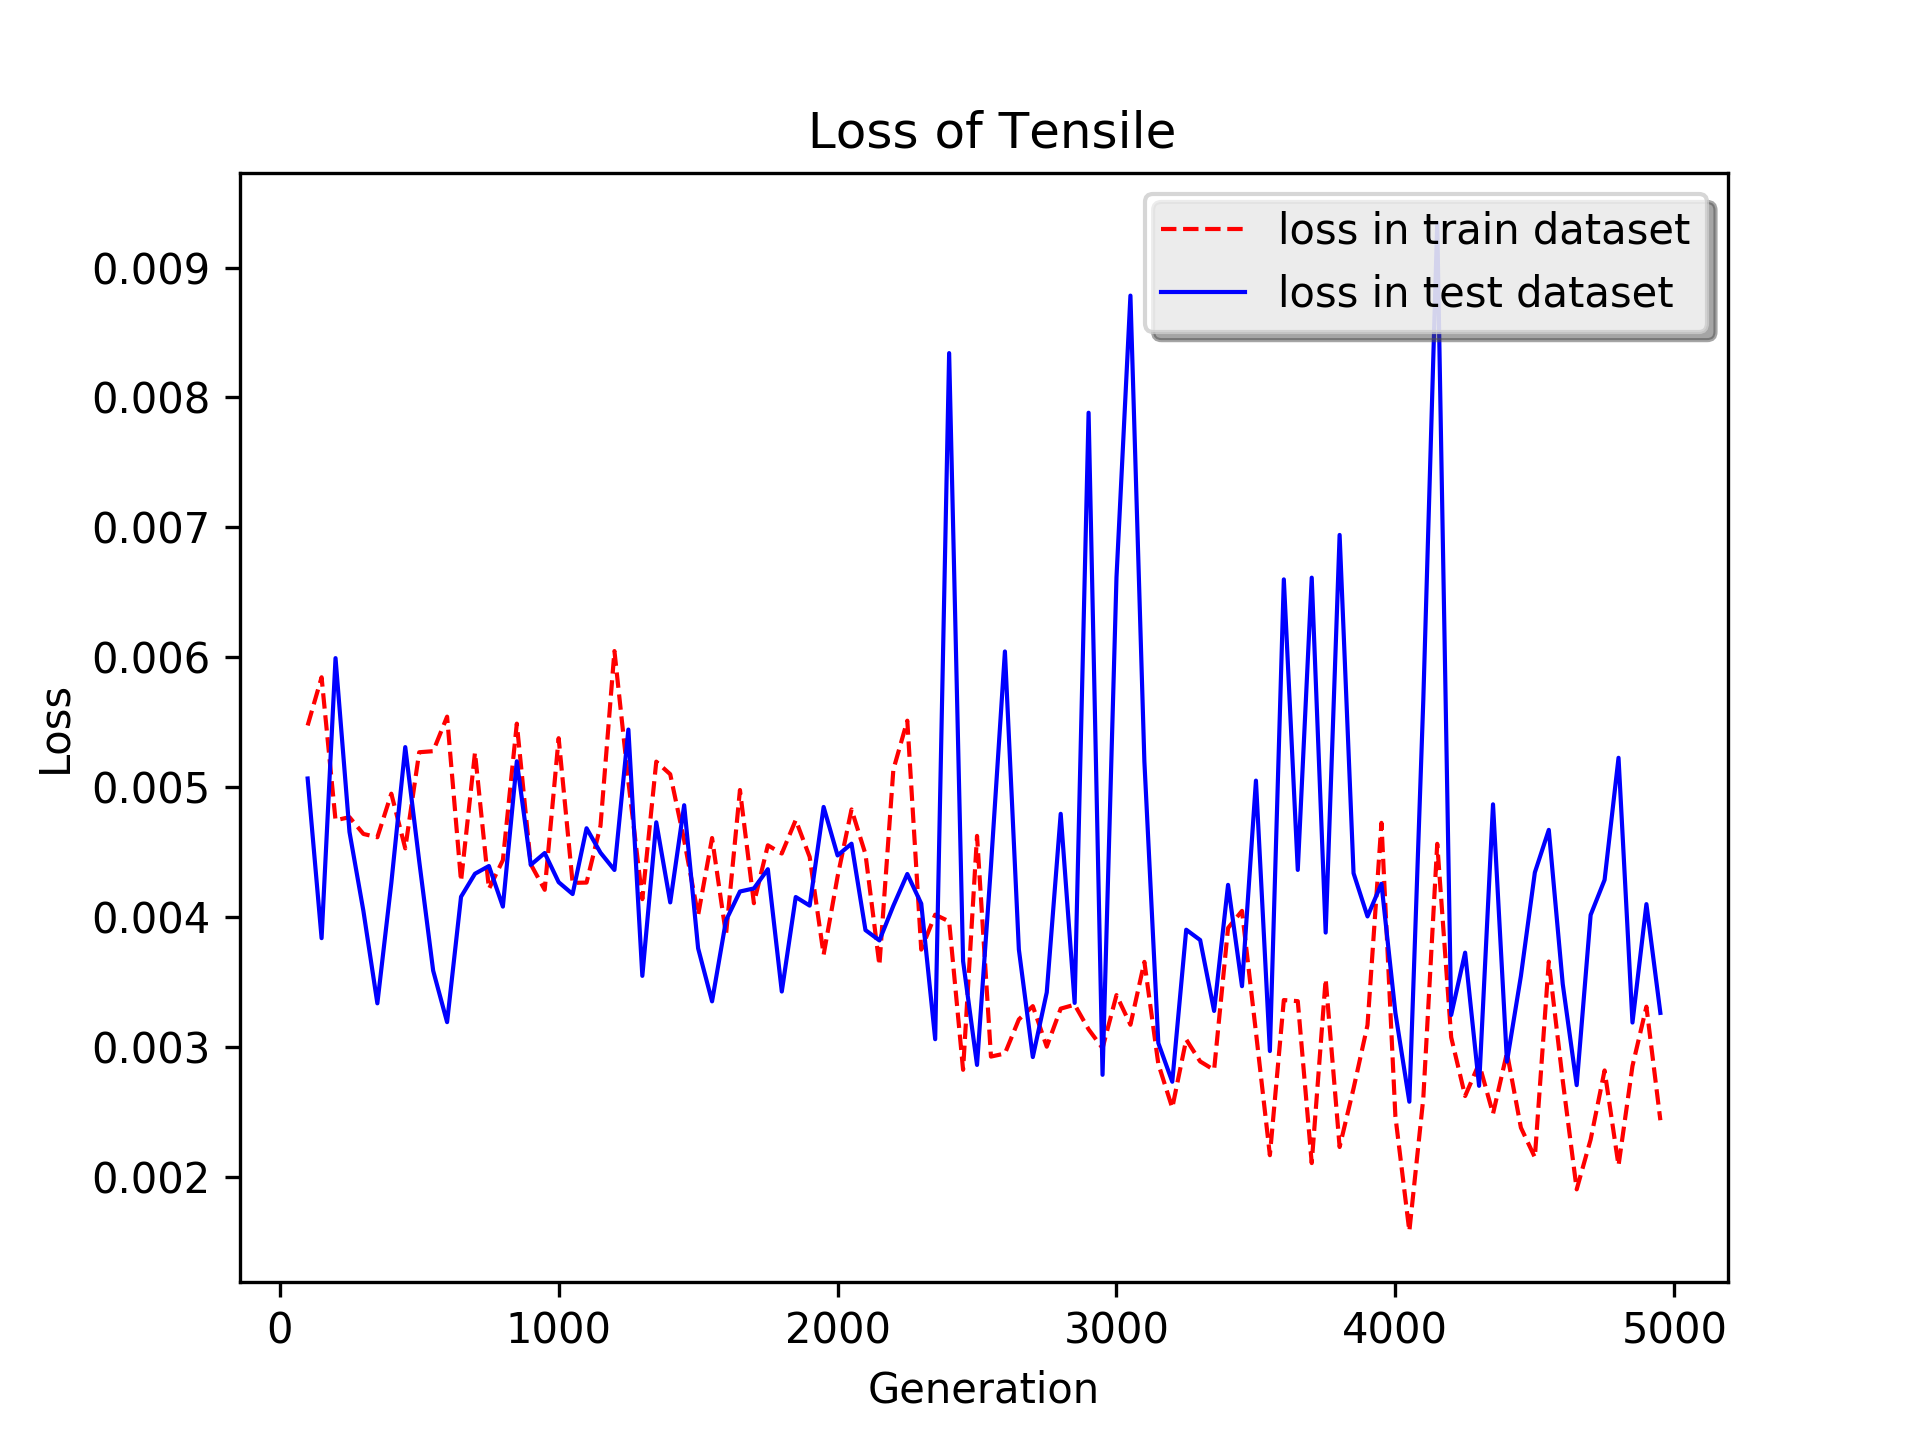 Loss of Tensile
loss in train dataset
loss in test dataset
0.009
0.008
0.007
0.006
0.005
0.004
0.003
0.002
Loss
0 1000 2000 3000 4000 5000
Generation